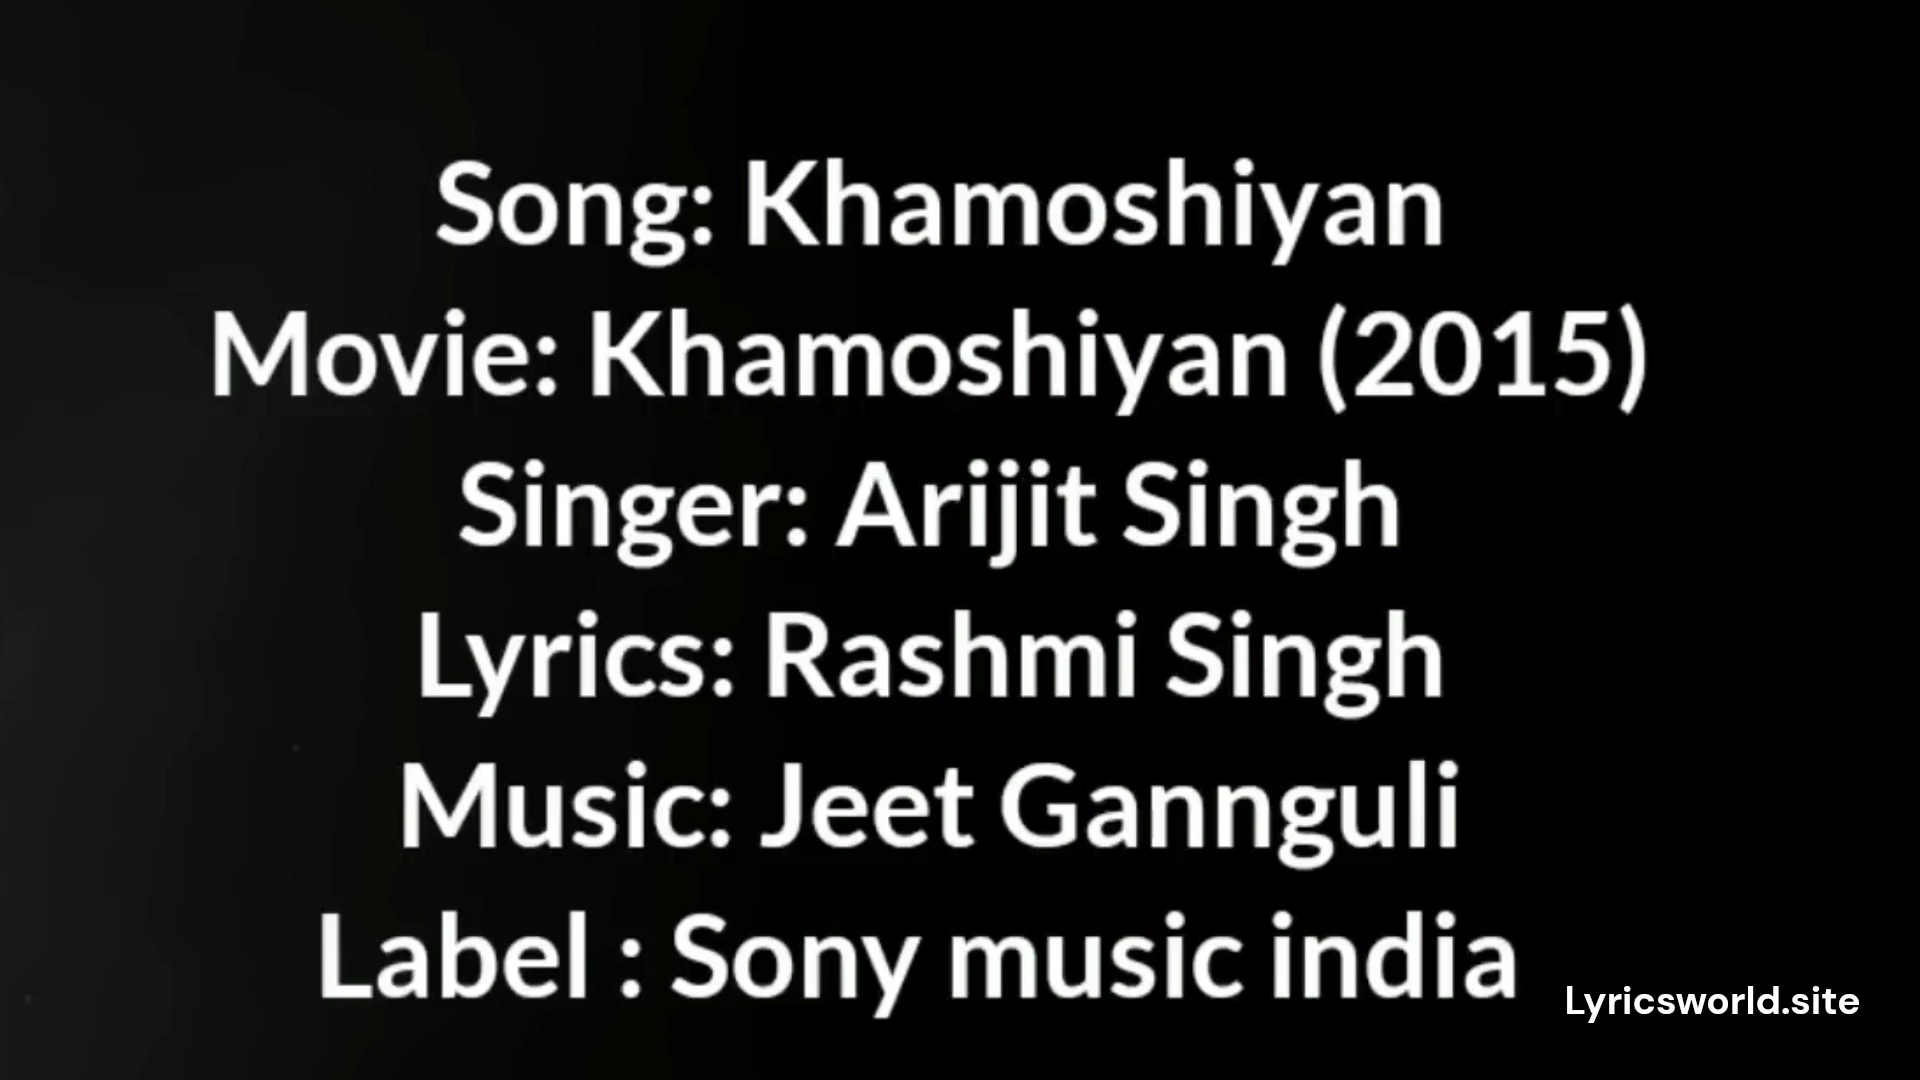 Song: Khamoshiyan
Movie: Khamoshiyan (2015)
Singer: Arijit Singh
Lyrics: Rashmi Singh
Music: Jeet Gannguli
Label : Sony music india
Lyricsworld.site